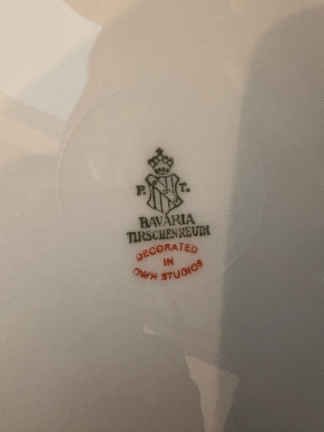 P. T.
BAVARIA
TIRSCHENREUTH
DECORATED
IN
OWN STUDIOS